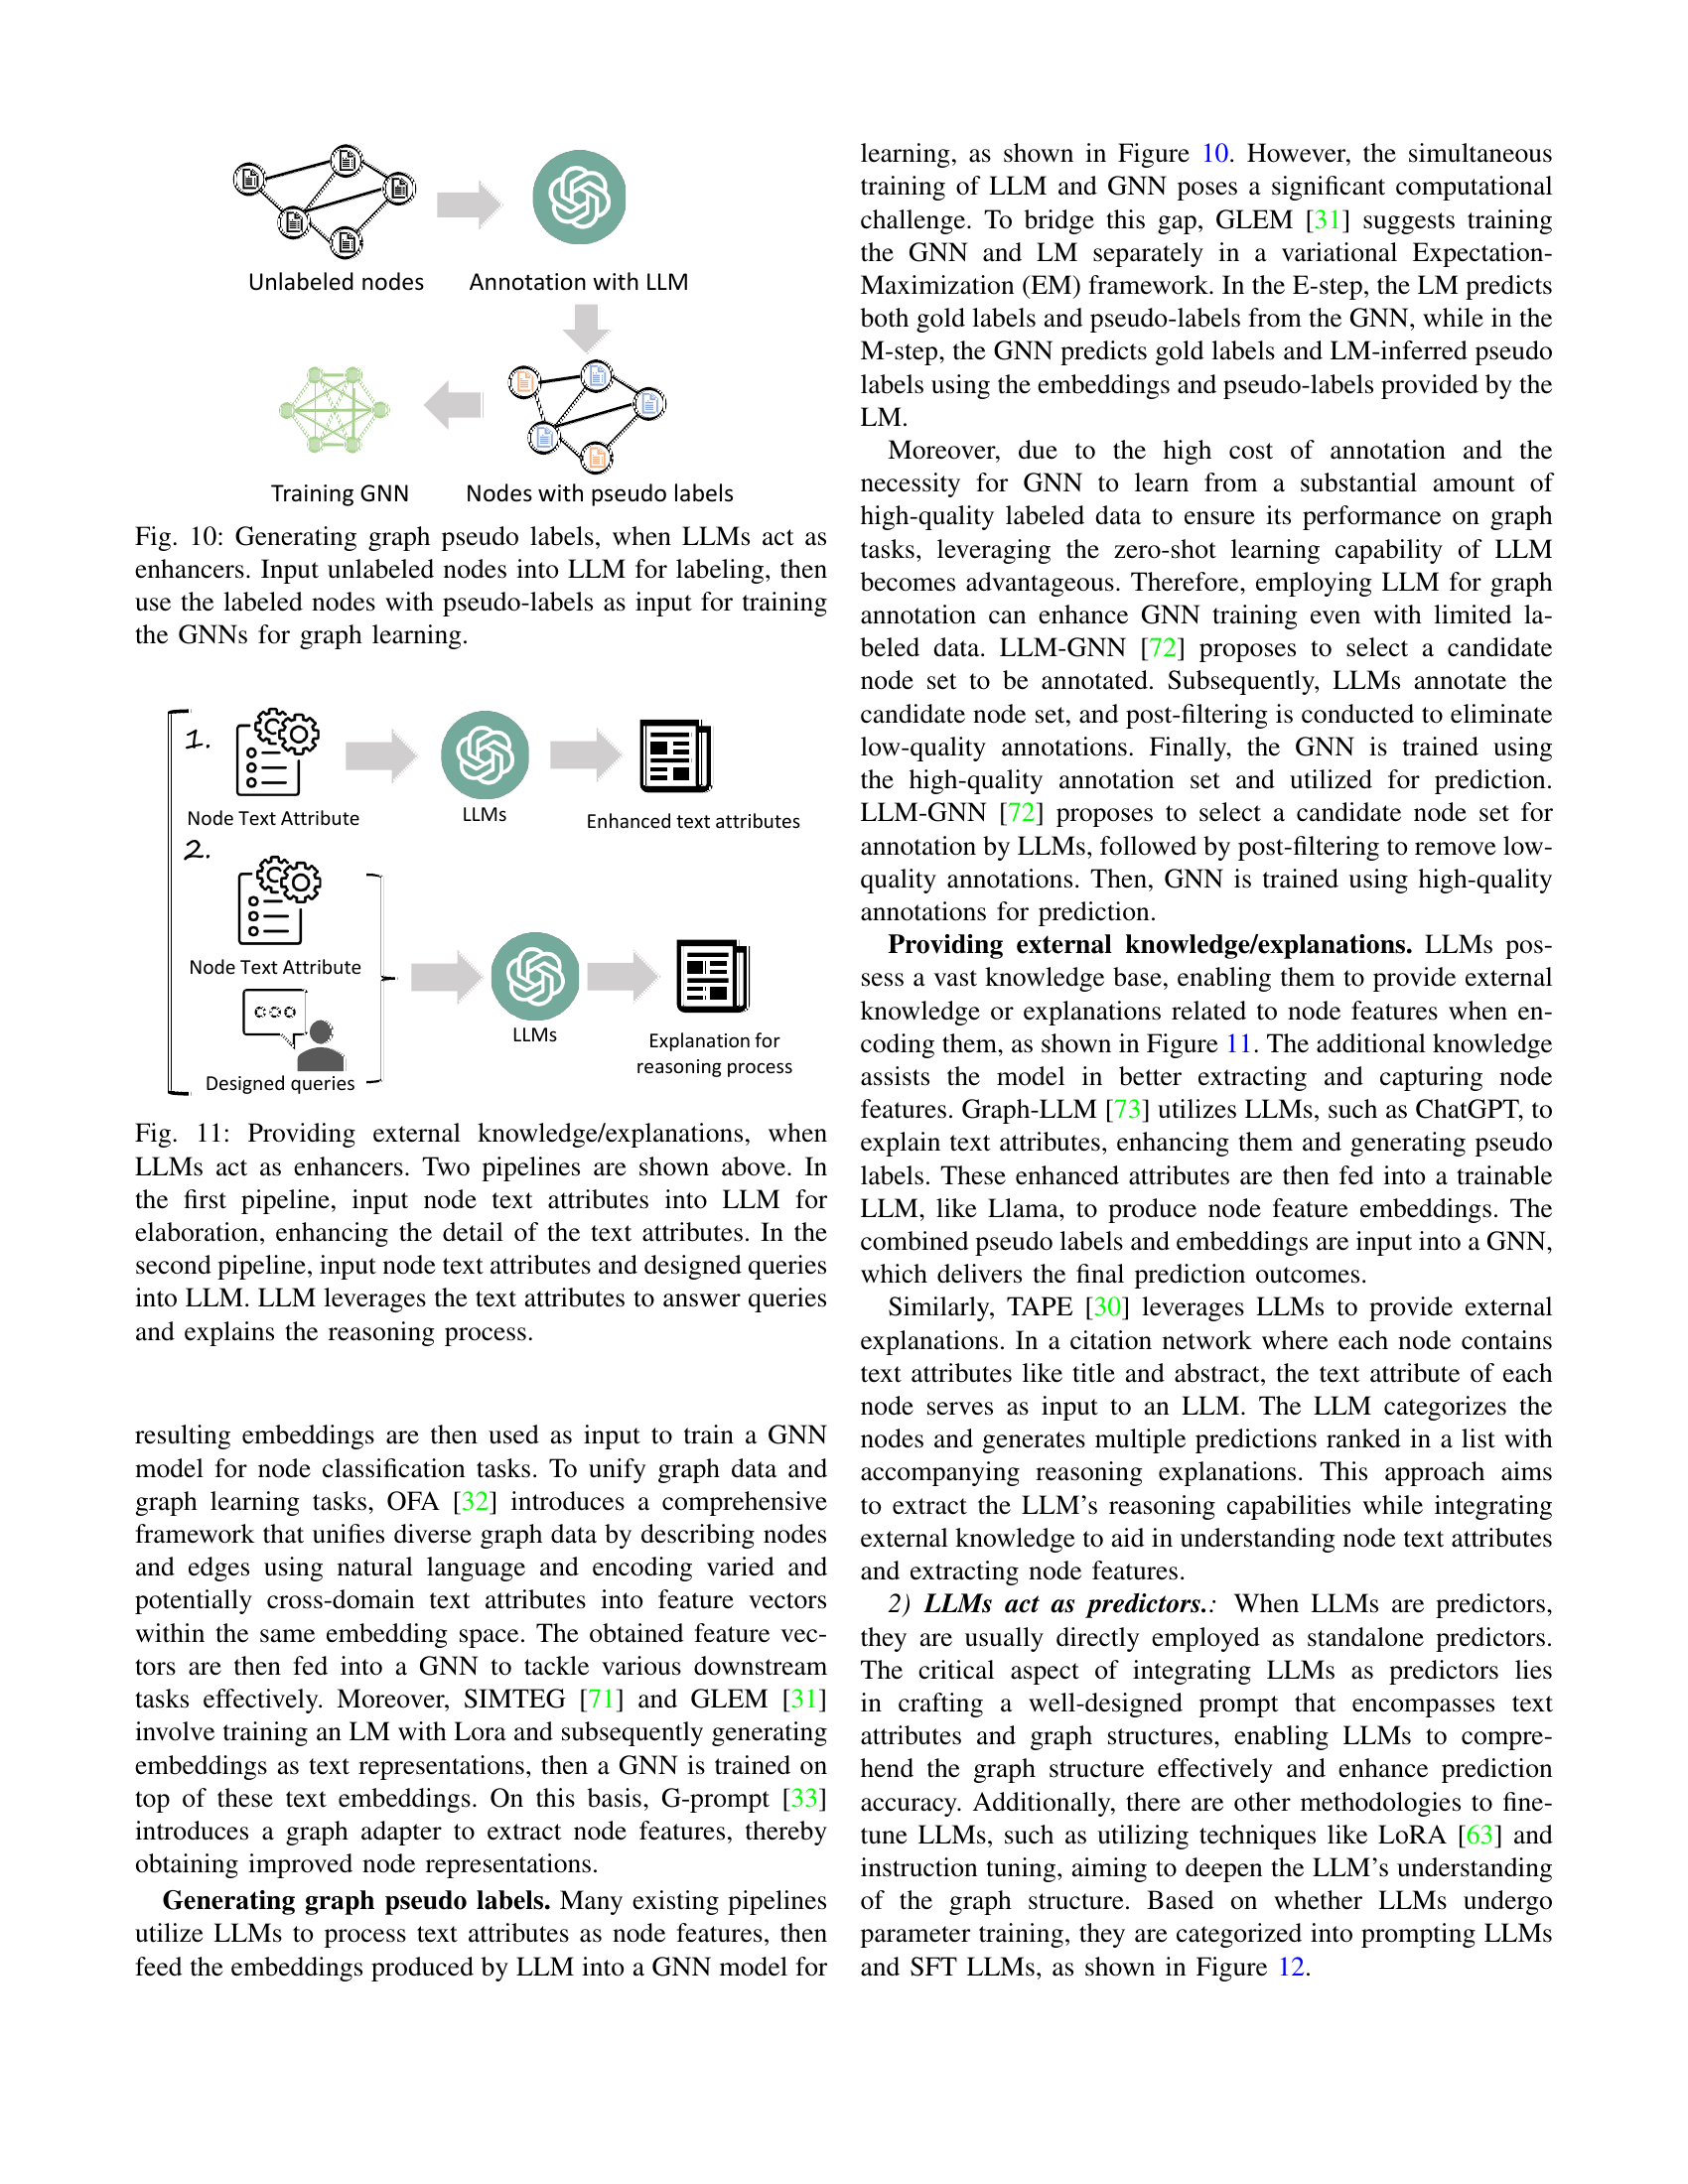 Unlabeled nodes
Annotation with LLM
Training GNN
Nodes with pseudo labels
Fig. 10: Generating graph pseudo labels, when LLMs act as
enhancers. Input unlabeled nodes into LLM for labeling, then
use the labeled nodes with pseudo-labels as input for training
the GNNs for graph learning.
1.
Node Text Attribute
LLMs
Enhanced text attributes
2.
Node Text Attribute
Designed queries
LLMs
Explanation for
reasoning process
Fig. 11: Providing external knowledge/explanations, when
LLMs act as enhancers. Two pipelines are shown above. In
the first pipeline, input node text attributes into LLM for
elaboration, enhancing the detail of the text attributes. In the
second pipeline, input node text attributes and designed queries
into LLM. LLM leverages the text attributes to answer queries
and explains the reasoning process.
resulting embeddings are then used as input to train a GNN
model for node classification tasks. To unify graph data and
graph learning tasks, OFA [32] introduces a comprehensive
framework that unifies diverse graph data by describing nodes
and edges using natural language and encoding varied and
potentially cross-domain text attributes into feature vectors
within the same embedding space. The obtained feature vec-
tors are then fed into a GNN to tackle various downstream
tasks effectively. Moreover, SIMTEG [71] and GLEM [31]
involve training an LM with Lora and subsequently generating
embeddings as text representations, then a GNN is trained on
top of these text embeddings. On this basis, G-prompt [33]
introduces a graph adapter to extract node features, thereby
obtaining improved node representations.
Generating graph pseudo labels. Many existing pipelines
utilize LLMs to process text attributes as node features, then
feed the embeddings produced by LLM into a GNN model for
learning, as shown in Figure 10. However, the simultaneous
training of LLM and GNN poses a significant computational
challenge. To bridge this gap, GLEM [31] suggests training
the GNN and LM separately in a variational Expectation-
Maximization (EM) framework. In the E-step, the LM predicts
both gold labels and pseudo-labels from the GNN, while in the
M-step, the GNN predicts gold labels and LM-inferred pseudo
labels using the embeddings and pseudo-labels provided by the
LM.
Moreover, due to the high cost of annotation and the
necessity for GNN to learn from a substantial amount of
high-quality labeled data to ensure its performance on graph
tasks, leveraging the zero-shot learning capability of LLM
becomes advantageous. Therefore, employing LLM for graph
annotation can enhance GNN training even with limited la-
beled data. LLM-GNN [72] proposes to select a candidate
node set to be annotated. Subsequently, LLMs annotate the
candidate node set, and post-filtering is conducted to eliminate
low-quality annotations. Finally, the GNN is trained using
the high-quality annotation set and utilized for prediction.
LLM-GNN [72] proposes to select a candidate node set for
annotation by LLMs, followed by post-filtering to remove low-
quality annotations. Then, GNN is trained using high-quality
annotations for prediction.
Providing external knowledge/explanations. LLMs pos-
sess a vast knowledge base, enabling them to provide external
knowledge or explanations related to node features when en-
coding them, as shown in Figure 11. The additional knowledge
assists the model in better extracting and capturing node
features. Graph-LLM [73] utilizes LLMs, such as ChatGPT, to
explain text attributes, enhancing them and generating pseudo
labels. These enhanced attributes are then fed into a trainable
LLM, like Llama, to produce node feature embeddings. The
combined pseudo labels and embeddings are input into a GNN,
which delivers the final prediction outcomes.
Similarly, TAPE [30] leverages LLMs to provide external
explanations. In a citation network where each node contains
text attributes like title and abstract, the text attribute of each
node serves as input to an LLM. The LLM categorizes the
nodes and generates multiple predictions ranked in a list with
accompanying reasoning explanations. This approach aims
to extract the LLM's reasoning capabilities while integrating
external knowledge to aid in understanding node text attributes
and extracting node features.
2) LLMs act as predictors.: When LLMs are predictors,
they are usually directly employed as standalone predictors.
The critical aspect of integrating LLMs as predictors lies
in crafting a well-designed prompt that encompasses text
attributes and graph structures, enabling LLMs to compre-
hend the graph structure effectively and enhance prediction
accuracy. Additionally, there are other methodologies to fine-
tune LLMs, such as utilizing techniques like LoRA [63] and
instruction tuning, aiming to deepen the LLM's understanding
of the graph structure. Based on whether LLMs undergo
parameter training, they are categorized into prompting LLMs
and SFT LLMs, as shown in Figure 12.